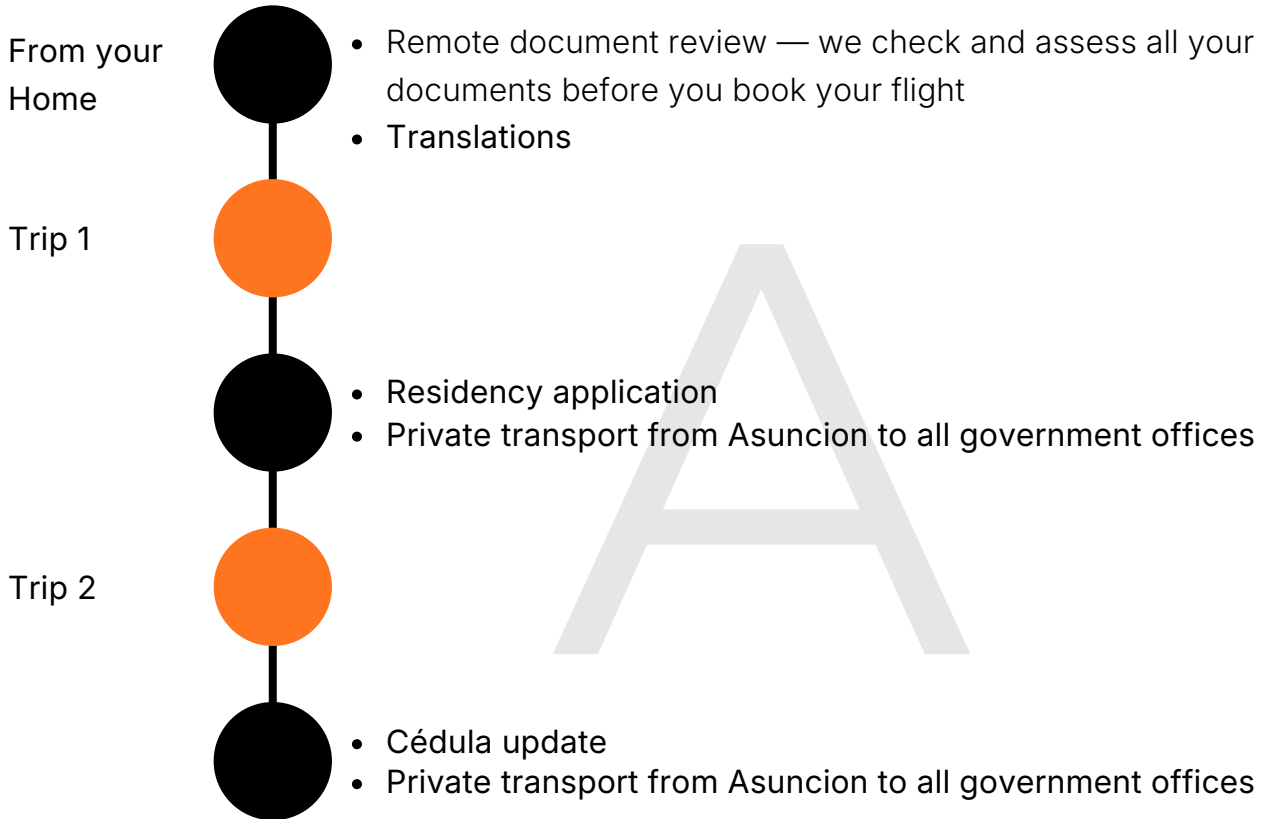 From your
Home
• Remote document review — we check and assess all your
documents before you book your flight
• Translations
Trip 1
• Residency application
• Private transport from Asuncion to all government offices
A
Trip 2
• Cédula update
• Private transport from Asuncion to all government offices